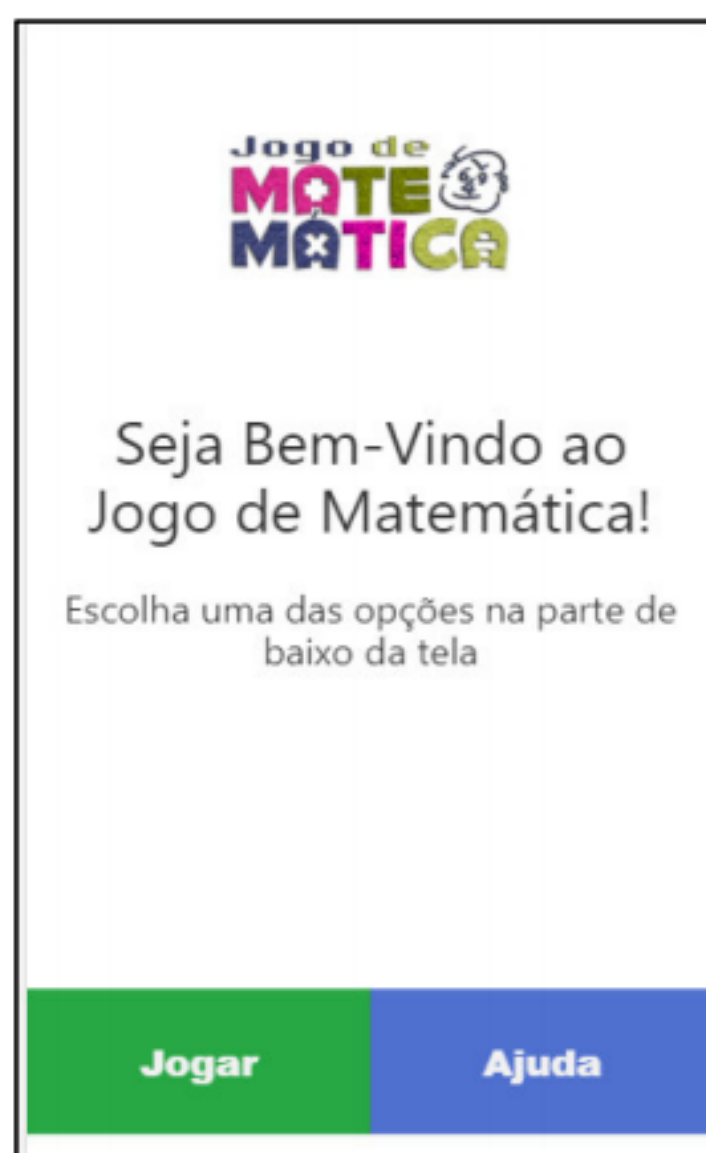 Jogo de
MATE
MÁTICA
Seja Bem-Vindo ao
Jogo de Matemática!
Escolha uma das opções na parte de
baixo da tela
Jogar
Ajuda